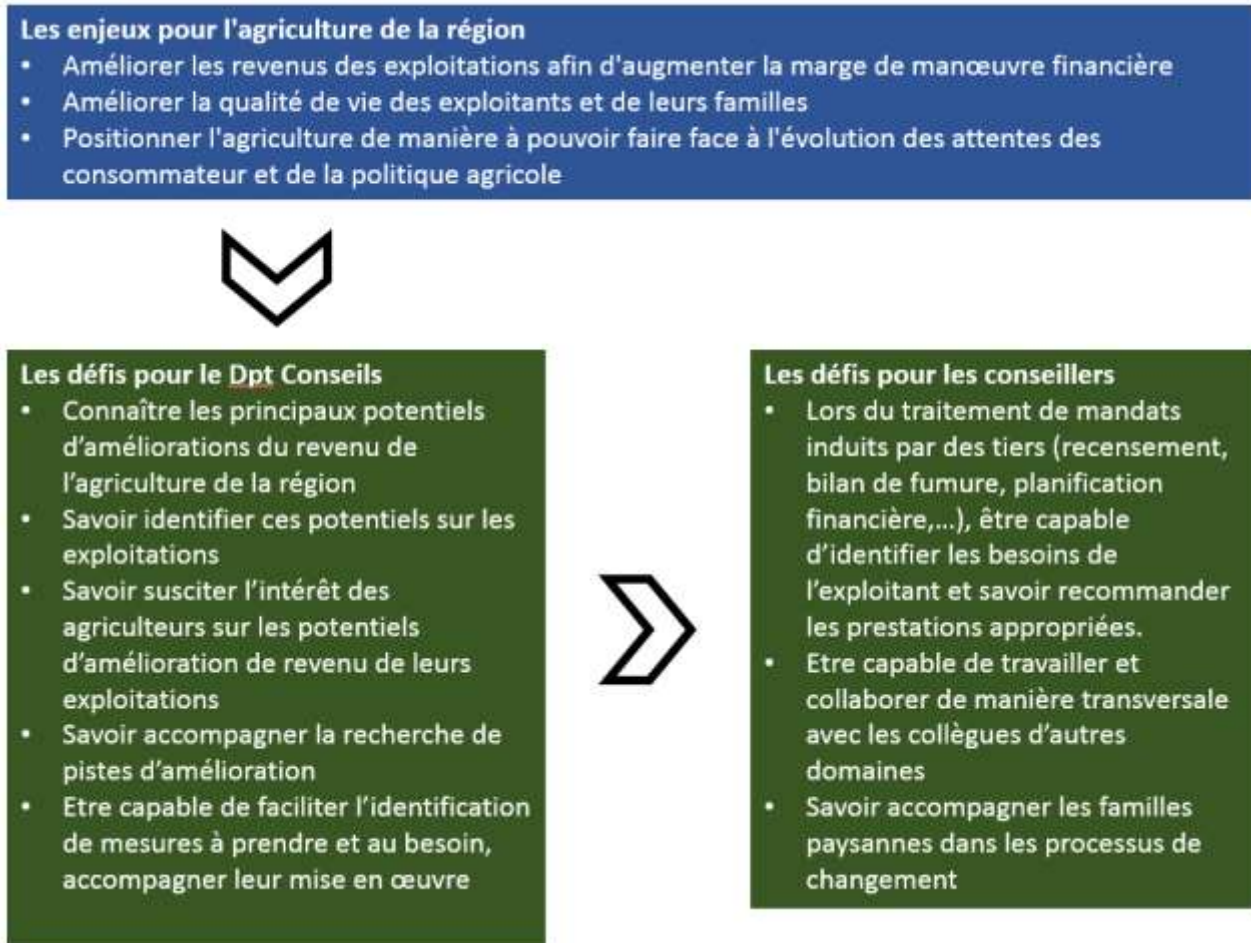 Les enjeux pour l'agriculture de la région
• Améliorer les revenus des exploitations afin d'augmenter la marge de manœuvre financière
• Améliorer la qualité de vie des exploitants et de leurs familles
• Positionner l'agriculture de manière à pouvoir faire face à l'évolution des attentes des
consommateur et de la politique agricole
Les défis pour le Dpt Conseils
• Connaître les principaux potentiels
d’améliorations du revenu de
l’agriculture de la région
• Savoir identifier ces potentiels sur les
exploitations
• Savoir susciter l’intérêt des
agriculteurs sur les potentiels
d’amélioration de revenu de leurs
exploitations
• Savoir accompagner la recherche de
pistes d’amélioration
• Etre capable de faciliter l’identification
de mesures à prendre et au besoin,
accompagner leur mise en œuvre
Les défis pour les conseillers
• Lors du traitement de mandats
induits par des tiers (recensement,
bilan de fumure, planification
financière,…), être capable
d’identifier les besoins de
l’exploitant et savoir recommander
les prestations appropriées.
• Etre capable de travailler et
collaborer de manière transversale
avec les collègues d’autres
domaines
• Savoir accompagner les familles
paysannes dans les processus de
changement